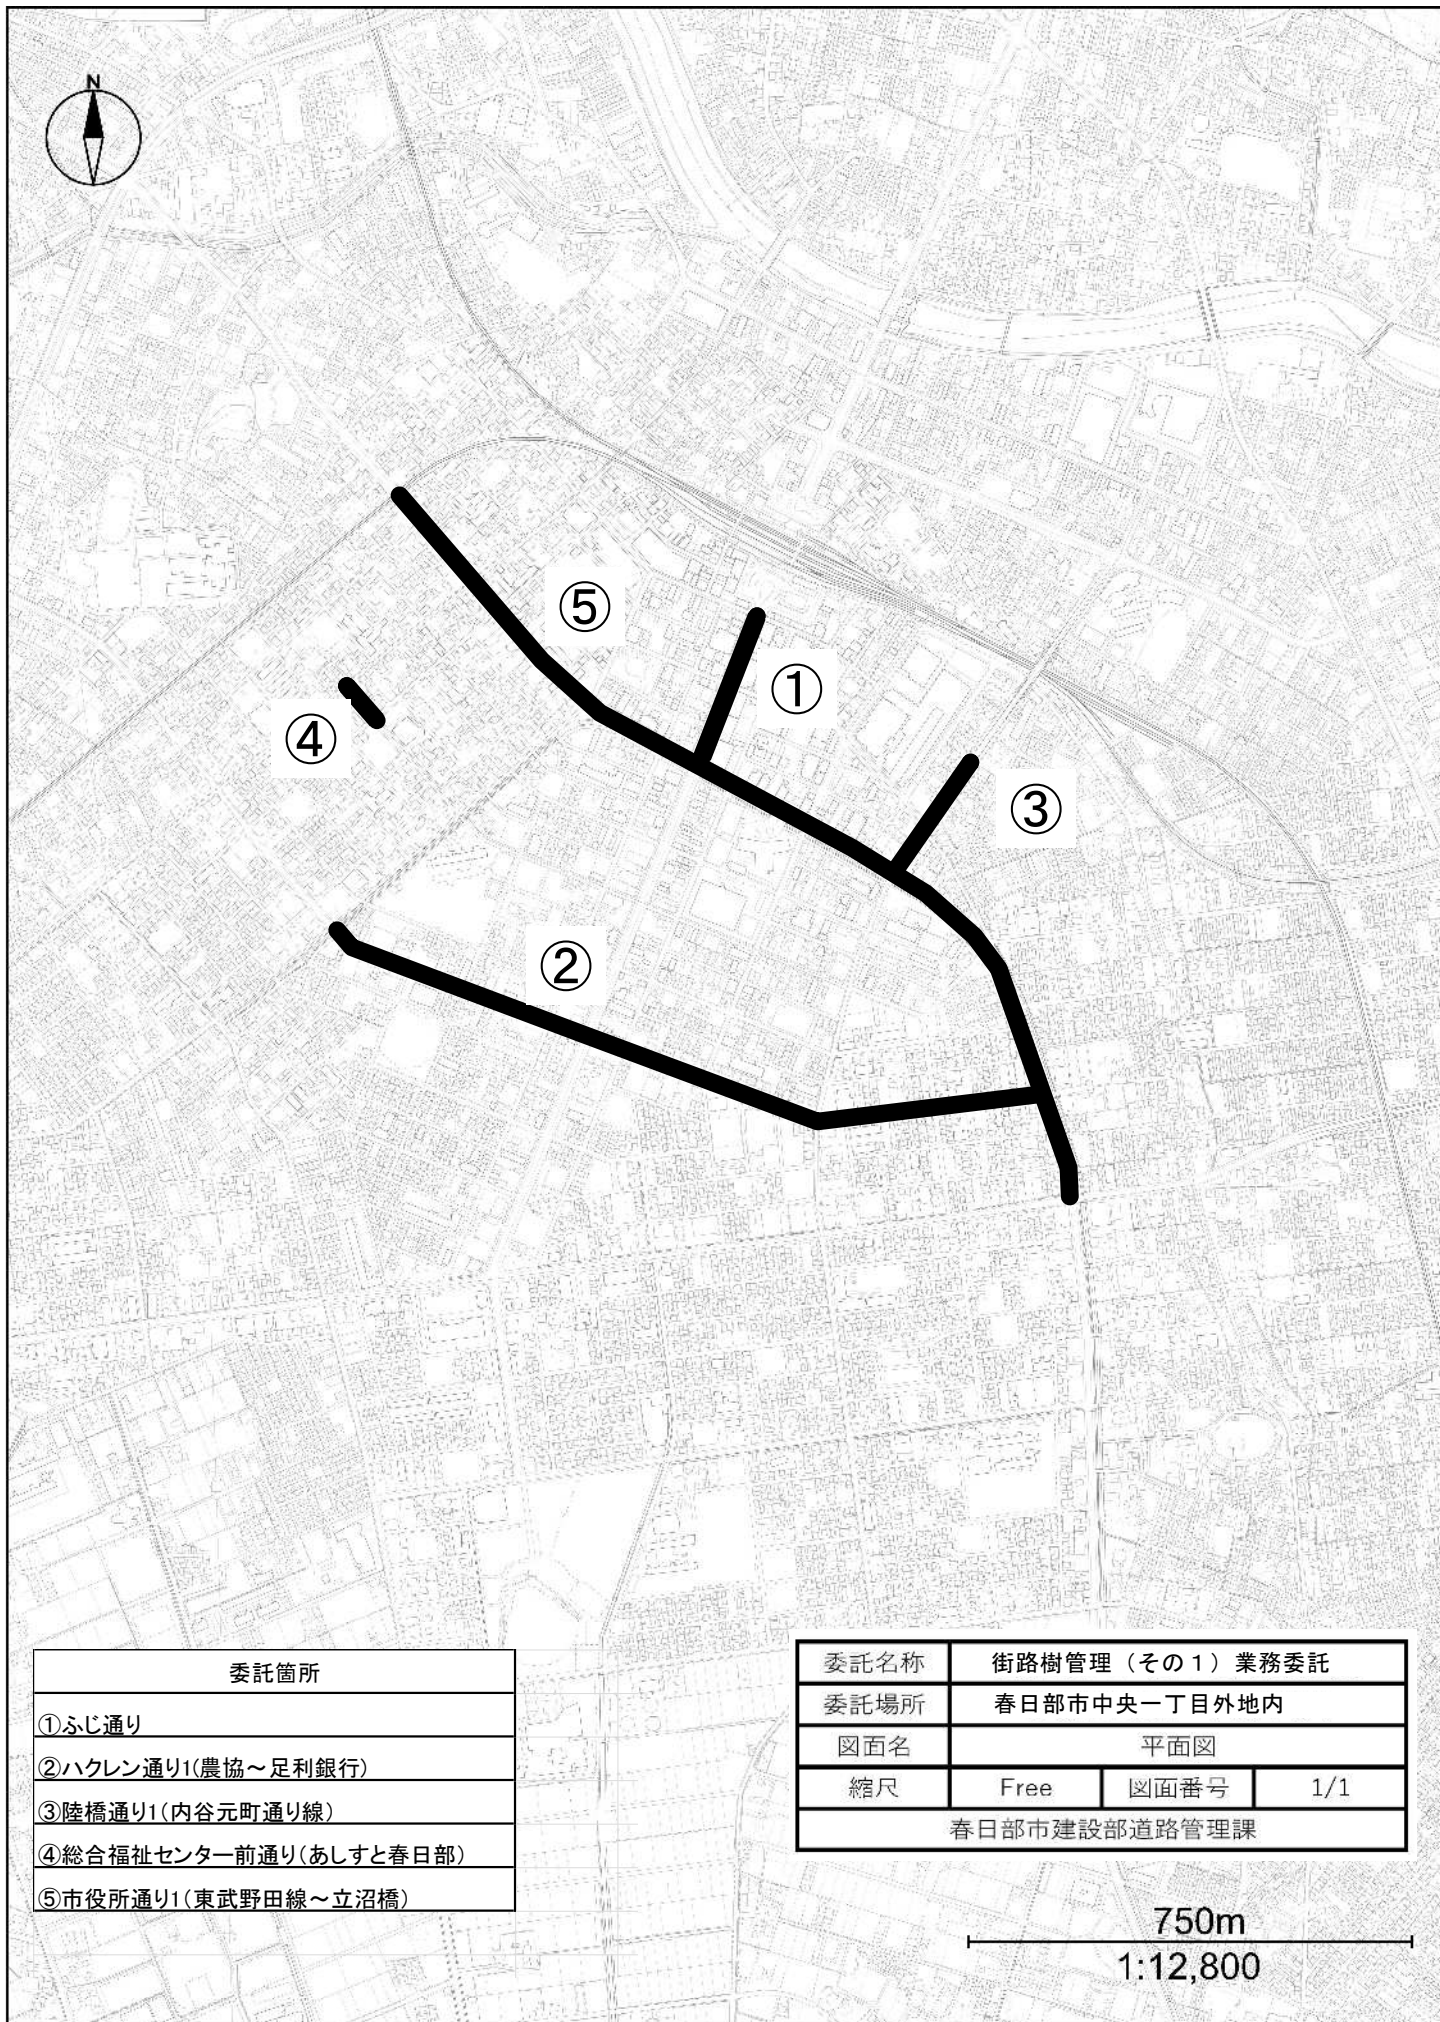 N
⑤
①
④
③
②
委託箇所
①ふじ通り
②ハクレン通り1(農協～足利銀行)
③陸橋通り1(内谷元町通り線)
④総合福祉センター前通り(あしすと春日部)
⑤市役所通り1(東武野田線～立沼橋)
委託名称 街路樹管理（その１）業務委託
委託場所 春日部市中央一丁目外地内
図面名 平面図
縮尺 Free 図面番号 1/1
春日部市建設部道路管理課
750m
1:12,800